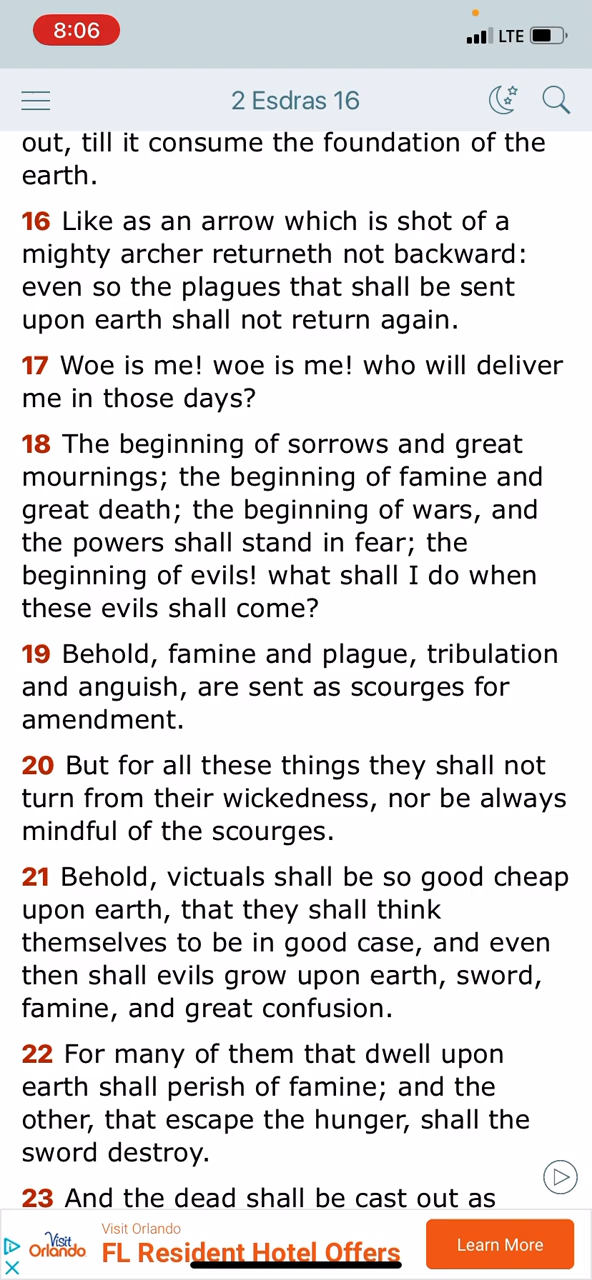 8:06
LTE
2 Esdras 16
out, till it consume the foundation of the
earth.
16 Like as an arrow which is shot of a
mighty archer returneth not backward:
even so the plagues that shall be sent
upon earth shall not return again.
17 Woe is me! woe is me! who will deliver
me in those days?
18 The beginning of sorrows and great
mournings; the beginning of famine and
great death; the beginning of wars, and
the powers shall stand in fear; the
beginning of evils! what shall I do when
these evils shall come?
19 Behold, famine and plague, tribulation
and anguish, are sent as scourges for
amendment.
20 But for all these things they shall not
turn from their wickedness, nor be always
mindful of the scourges.
21 Behold, victuals shall be so good cheap
upon earth, that they shall think
themselves to be in good case, and even
then shall evils grow upon earth, sword,
famine, and great confusion.
22 For many of them that dwell upon
earth shall perish of famine; and the
other, that escape the hunger, shall the
sword destroy.
23 And the dead shall be cast out as
Visit Orlando
Visit
Orlando
FL Resident Hotel Offers
Learn More